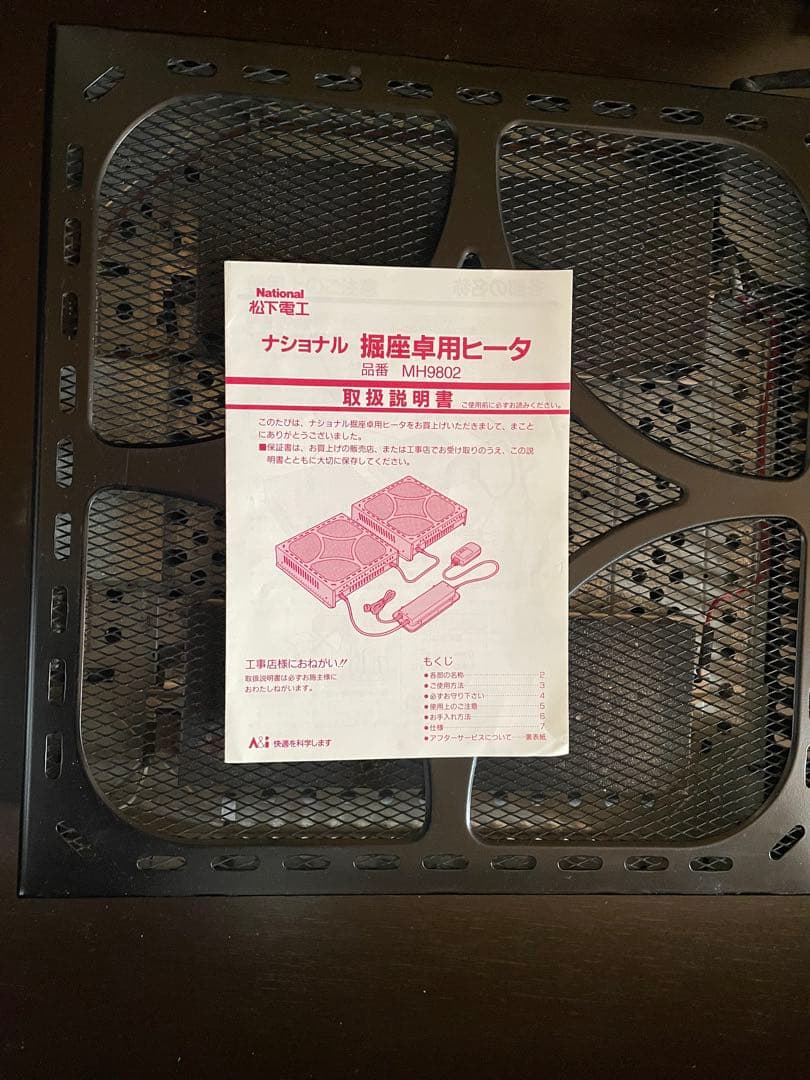 National
松下電工
ナショナル 掘座卓用ヒータ
品番 MH9802
取扱説明書 ご使用前に必ずお読みください。
このたびは、ナショナル掘座卓用ヒータをお買上げいただきまして、まこと
にありがとうございました。
■保証書は、お買上げの販売店、または工事店でお受け取りのうえ、この説
明書とともに大切に保存してください。
工事店様におねがい!!
取扱説明書は必ずお施主様に
おわたしねがいます。
もくじ
●各部の名称 2
●ご使用方法 3
●必ずお守り下さい 4
●使用上のご注意 5
●お手入れ方法 6
●仕様 7
●アフターサービスについて 裏表紙
A&i 快適を科学します